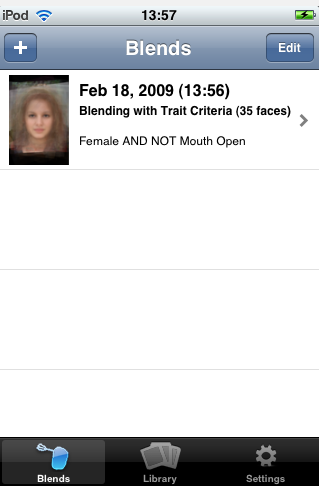 iPod 13:57
+ Blends Edit
Feb 18, 2009 (13:56)
Blending with Trait Criteria (35 faces)
Female AND NOT Mouth Open
Blends Library Settings